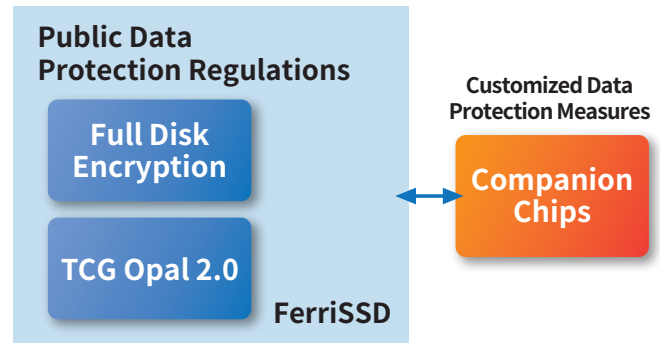 Public Data
Protection Regulations
Full Disk
Encryption
TCG Opal 2.0
FerriSSD
Customized Data
Protection Measures
Companion
Chips